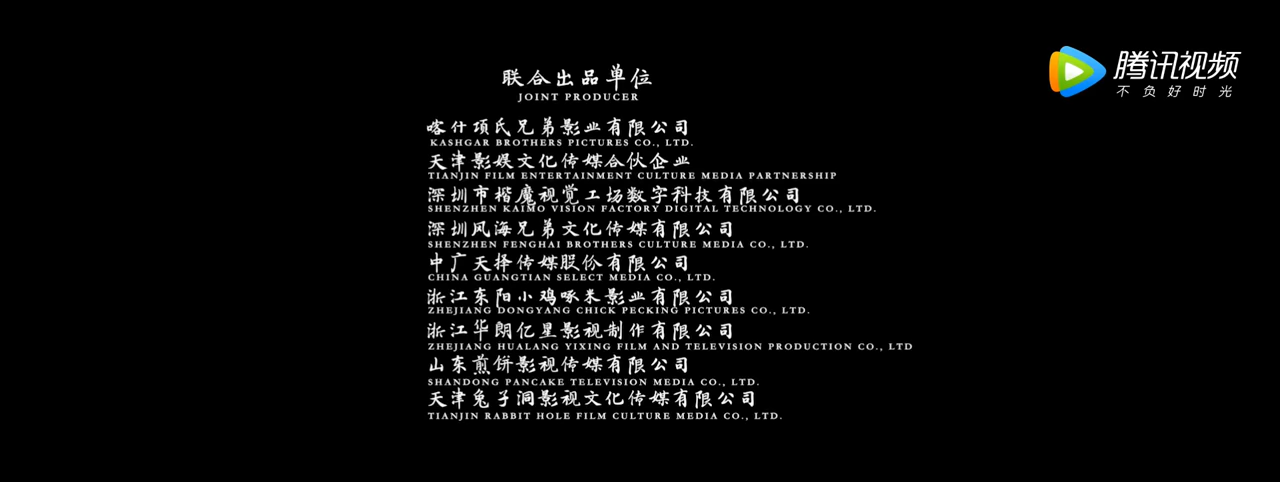 联合出品单位
JOINT PRODUCER
喀什项氏兄弟影业有限公司
KASHGAR BROTHERS PICTURES CO., LTD.
天津影娱文化传媒合伙企业
TIANJIN FILM ENTERTAINMENT CULTURE MEDIA PARTNERSHIP
深圳市楷魔视觉工场数字科技有限公司
SHENZHEN KAIMO VISION FACTORY DIGITAL TECHNOLOGY CO., LTD.
深圳风海兄弟文化传媒有限公司
SHENZHEN FENGHAI BROTHERS CULTURE MEDIA CO., LTD.
中广天择传媒股份有限公司
CHINA GUANGTIAN SELECT MEDIA CO., LTD.
浙江东阳小鸡啄米影业有限公司
ZHEJIANG DONGYANG CHICK PECKING PICTURES CO., LTD.
浙江华朗亿星影视制作有限公司
ZHEJIANG HUALANG YIXING FILM AND TELEVISION PRODUCTION CO., LTD
山东煎饼影视传媒有限公司
SHANDONG PANCAKE TELEVISION MEDIA CO., LTD.
天津兔子洞影视文化传媒有限公司
TIANJIN RABBIT HOLE FILM CULTURE MEDIA CO., LTD.
腾讯视频
不负好时光